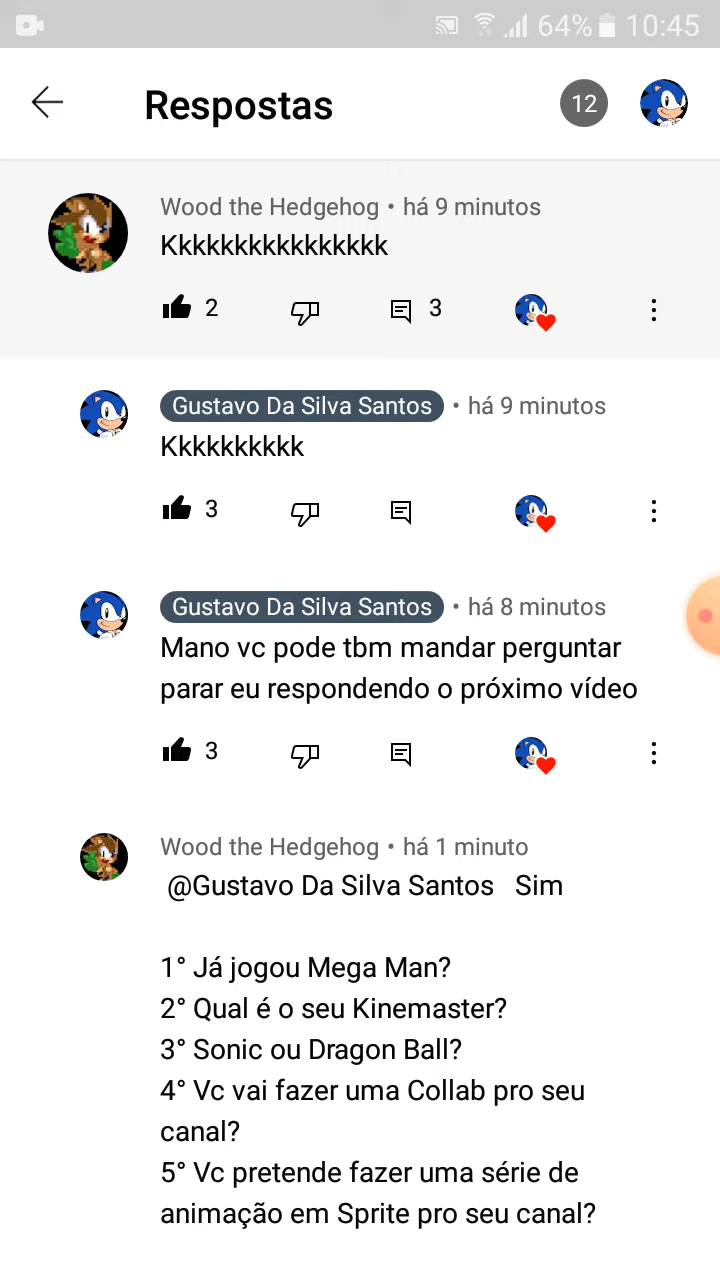 64% 10:45
Respostas 12
Wood the Hedgehog • há 9 minutos
Kkkkkkkkkkkkkkkk
2 3
Gustavo Da Silva Santos • há 9 minutos
Kkkkkkkkkk
3
Gustavo Da Silva Santos • há 8 minutos
Mano vc pode tbm mandar perguntar
parar eu respondendo o próximo vídeo
3
Wood the Hedgehog • há 1 minuto
@Gustavo Da Silva Santos Sim
1° Já jogou Mega Man?
2° Qual é o seu Kinemaster?
3° Sonic ou Dragon Ball?
4° Vc vai fazer uma Collab pro seu
canal?
5° Vc pretende fazer uma série de
animação em Sprite pro seu canal?